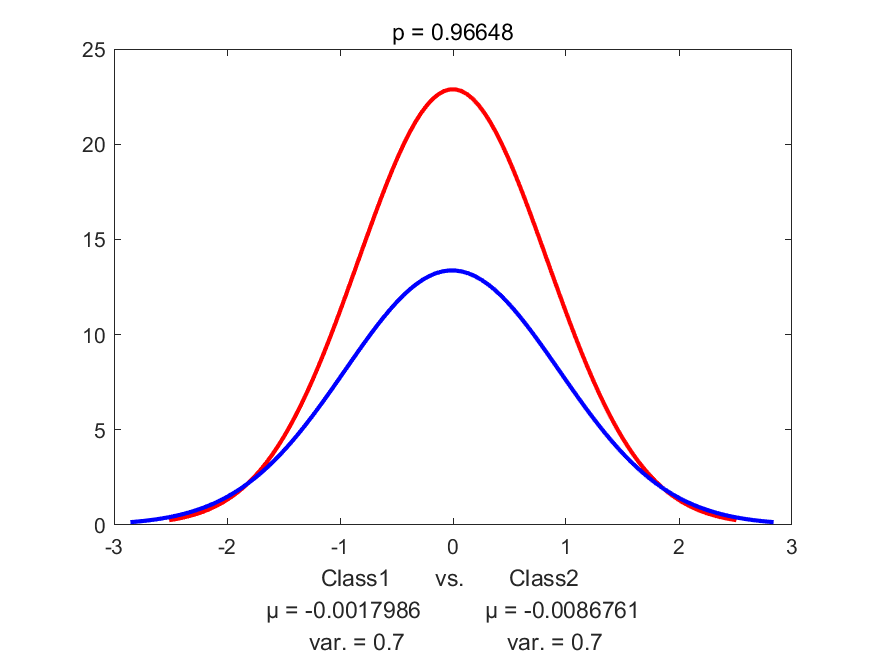 p = 0.96648
25
20
15
10
5
0
-3 -2 -1 0 1 2 3
Class1 vs. Class2
μ = -0.0017986 μ = -0.0086761
var. = 0.7 var. = 0.7